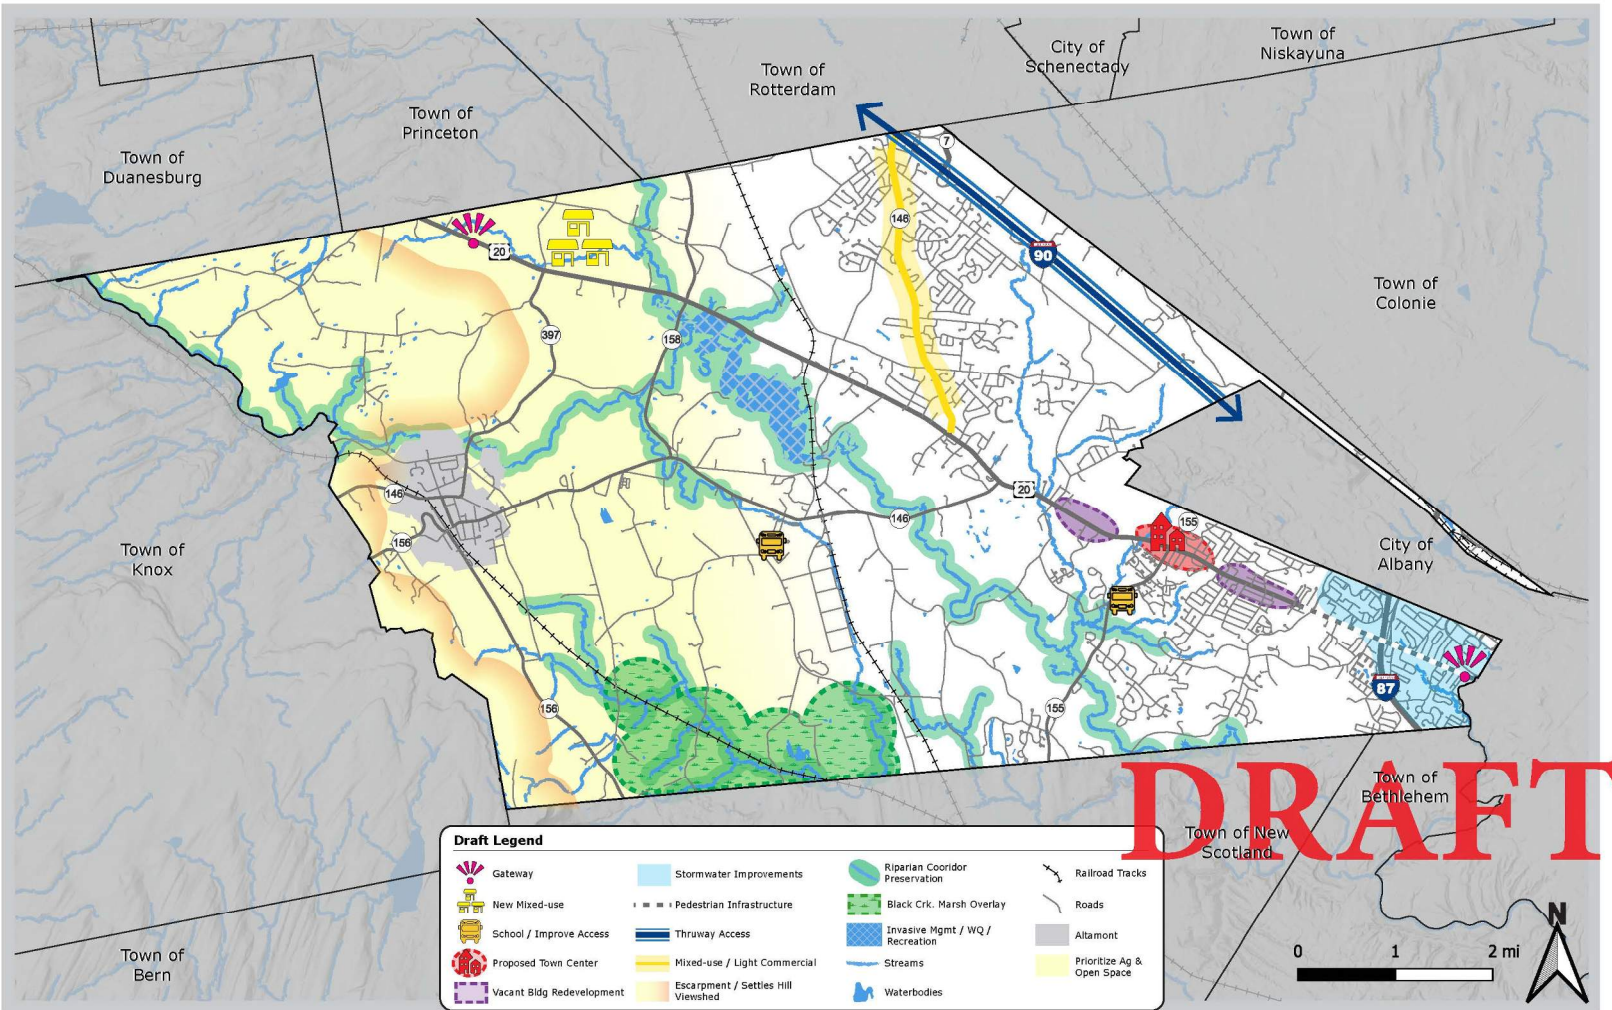 Town of
Niskayuna
City of
Schenectady
Town of
Rotterdam
Town of
Princeton
Town of
Duanesburg
7
146
20
90
Town of
Colonie
397
158
20
146
146
155
156
City of
Albany
Town of
Knox
87
156
155
Town of
Bethlehem
DRAFT
Town of New
Scotland
Town of
Bern
Draft Legend
Gateway
New Mixed-use
School / Improve Access
Proposed Town Center
Vacant Bldg Redevelopment
Stormwater Improvements
Pedestrian Infrastructure
Thruway Access
Mixed-use / Light Commercial
Escarpment / Settles Hill
Viewshed
Riparian Cooridor
Preservation
Black Crk. Marsh Overlay
Invasive Mgmt / WQ /
Recreation
Streams
Waterbodies
Railroad Tracks
Roads
Altamont
Prioritize Ag &
Open Space
N
0 1 2 mi